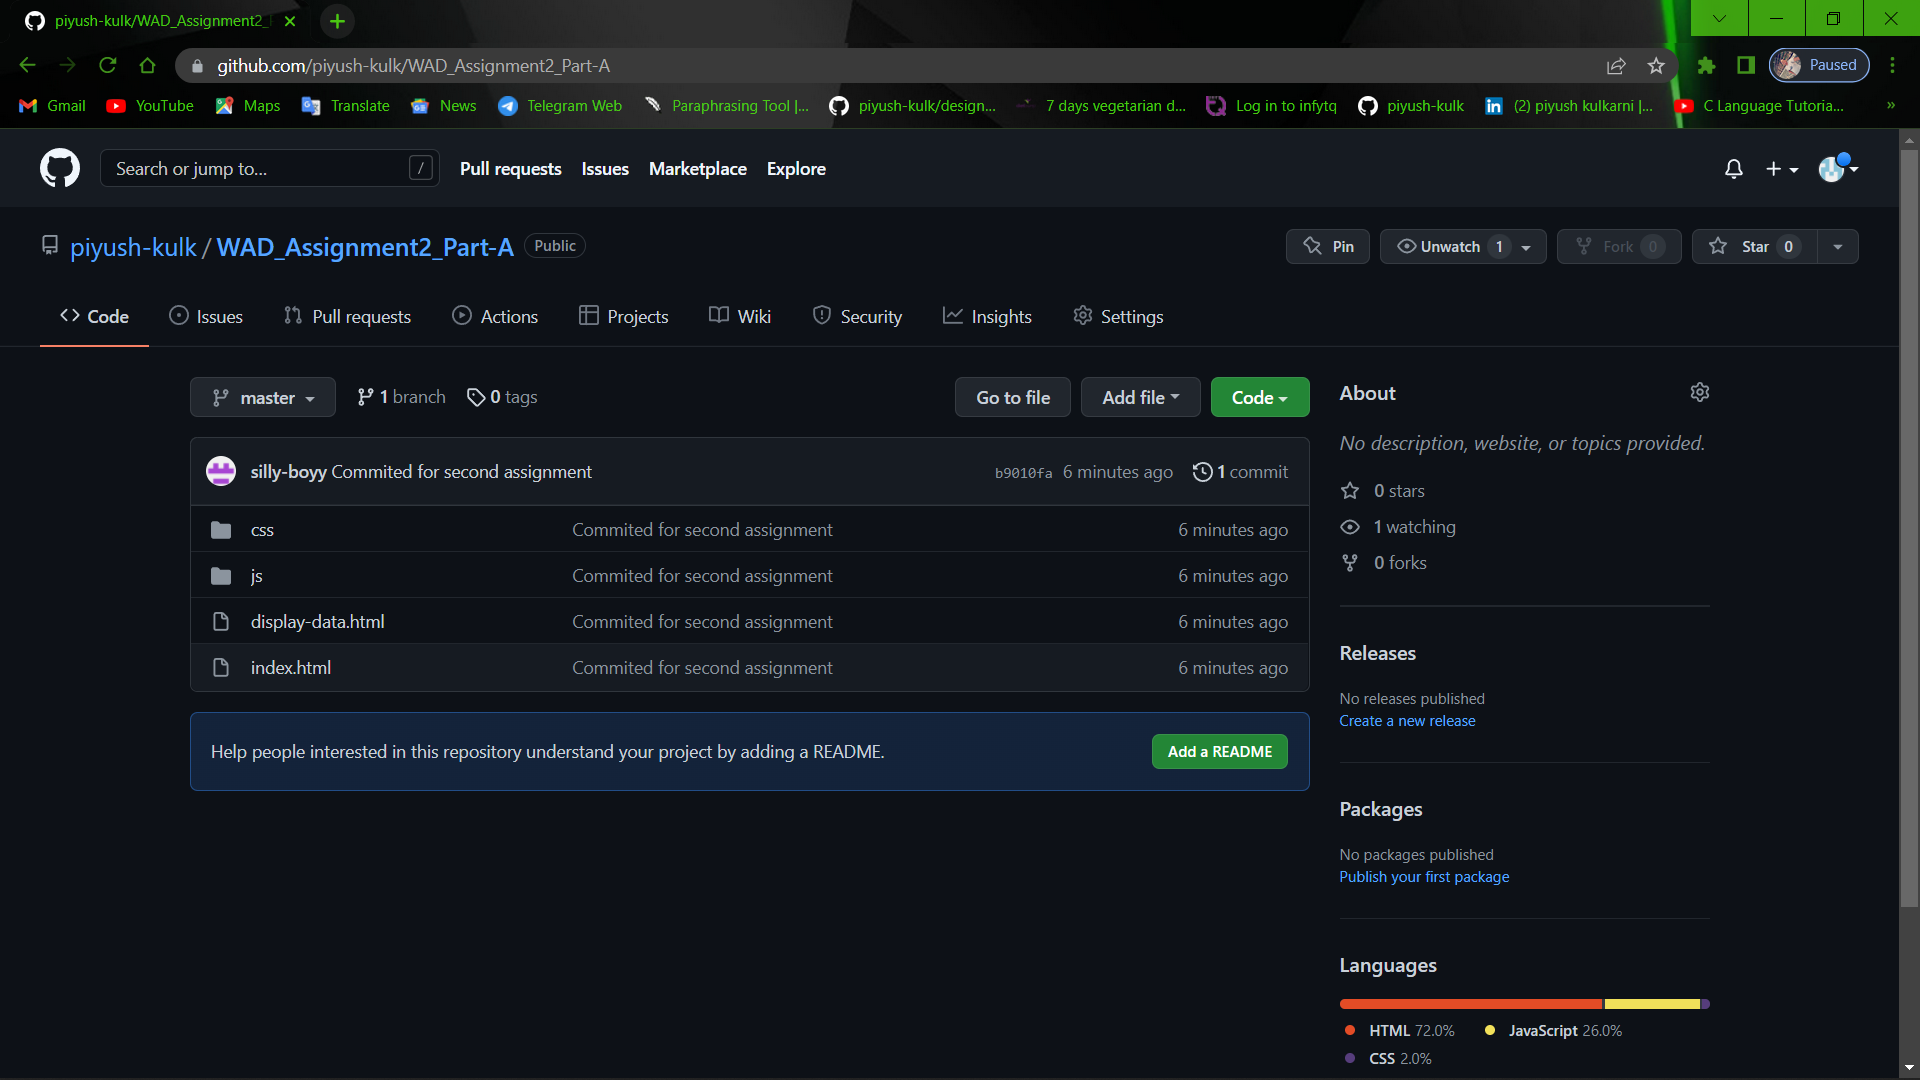 piyush-kulk/WAD_Assignment2_
github.com/piyush-kulk/WAD_Assignment2_Part-A
Paused
Gmail YouTube Maps Translate News Telegram Web Paraphrasing Tool |... piyush-kulk/design... 7 days vegetarian d... Log in to infytq piyush-kulk (2) piyush kulkarni |... C Language Tutoria... »
Search or jump to... / Pull requests Issues Marketplace Explore
piyush-kulk / WAD_Assignment2_Part-A Public
Pin Unwatch 1 Fork 0 Star 0
Code Issues Pull requests Actions Projects Wiki Security Insights Settings
master 1 branch 0 tags Go to file Add file Code
silly-boyy Commited for second assignment b9010fa 6 minutes ago 1 commit
css Commited for second assignment 6 minutes ago
js Commited for second assignment 6 minutes ago
display-data.html Commited for second assignment 6 minutes ago
index.html Commited for second assignment 6 minutes ago
Help people interested in this repository understand your project by adding a README. Add a README
About
No description, website, or topics provided.
0 stars
1 watching
0 forks
Releases
No releases published
Create a new release
Packages
No packages published
Publish your first package
Languages
HTML 72.0% JavaScript 26.0%
CSS 2.0%